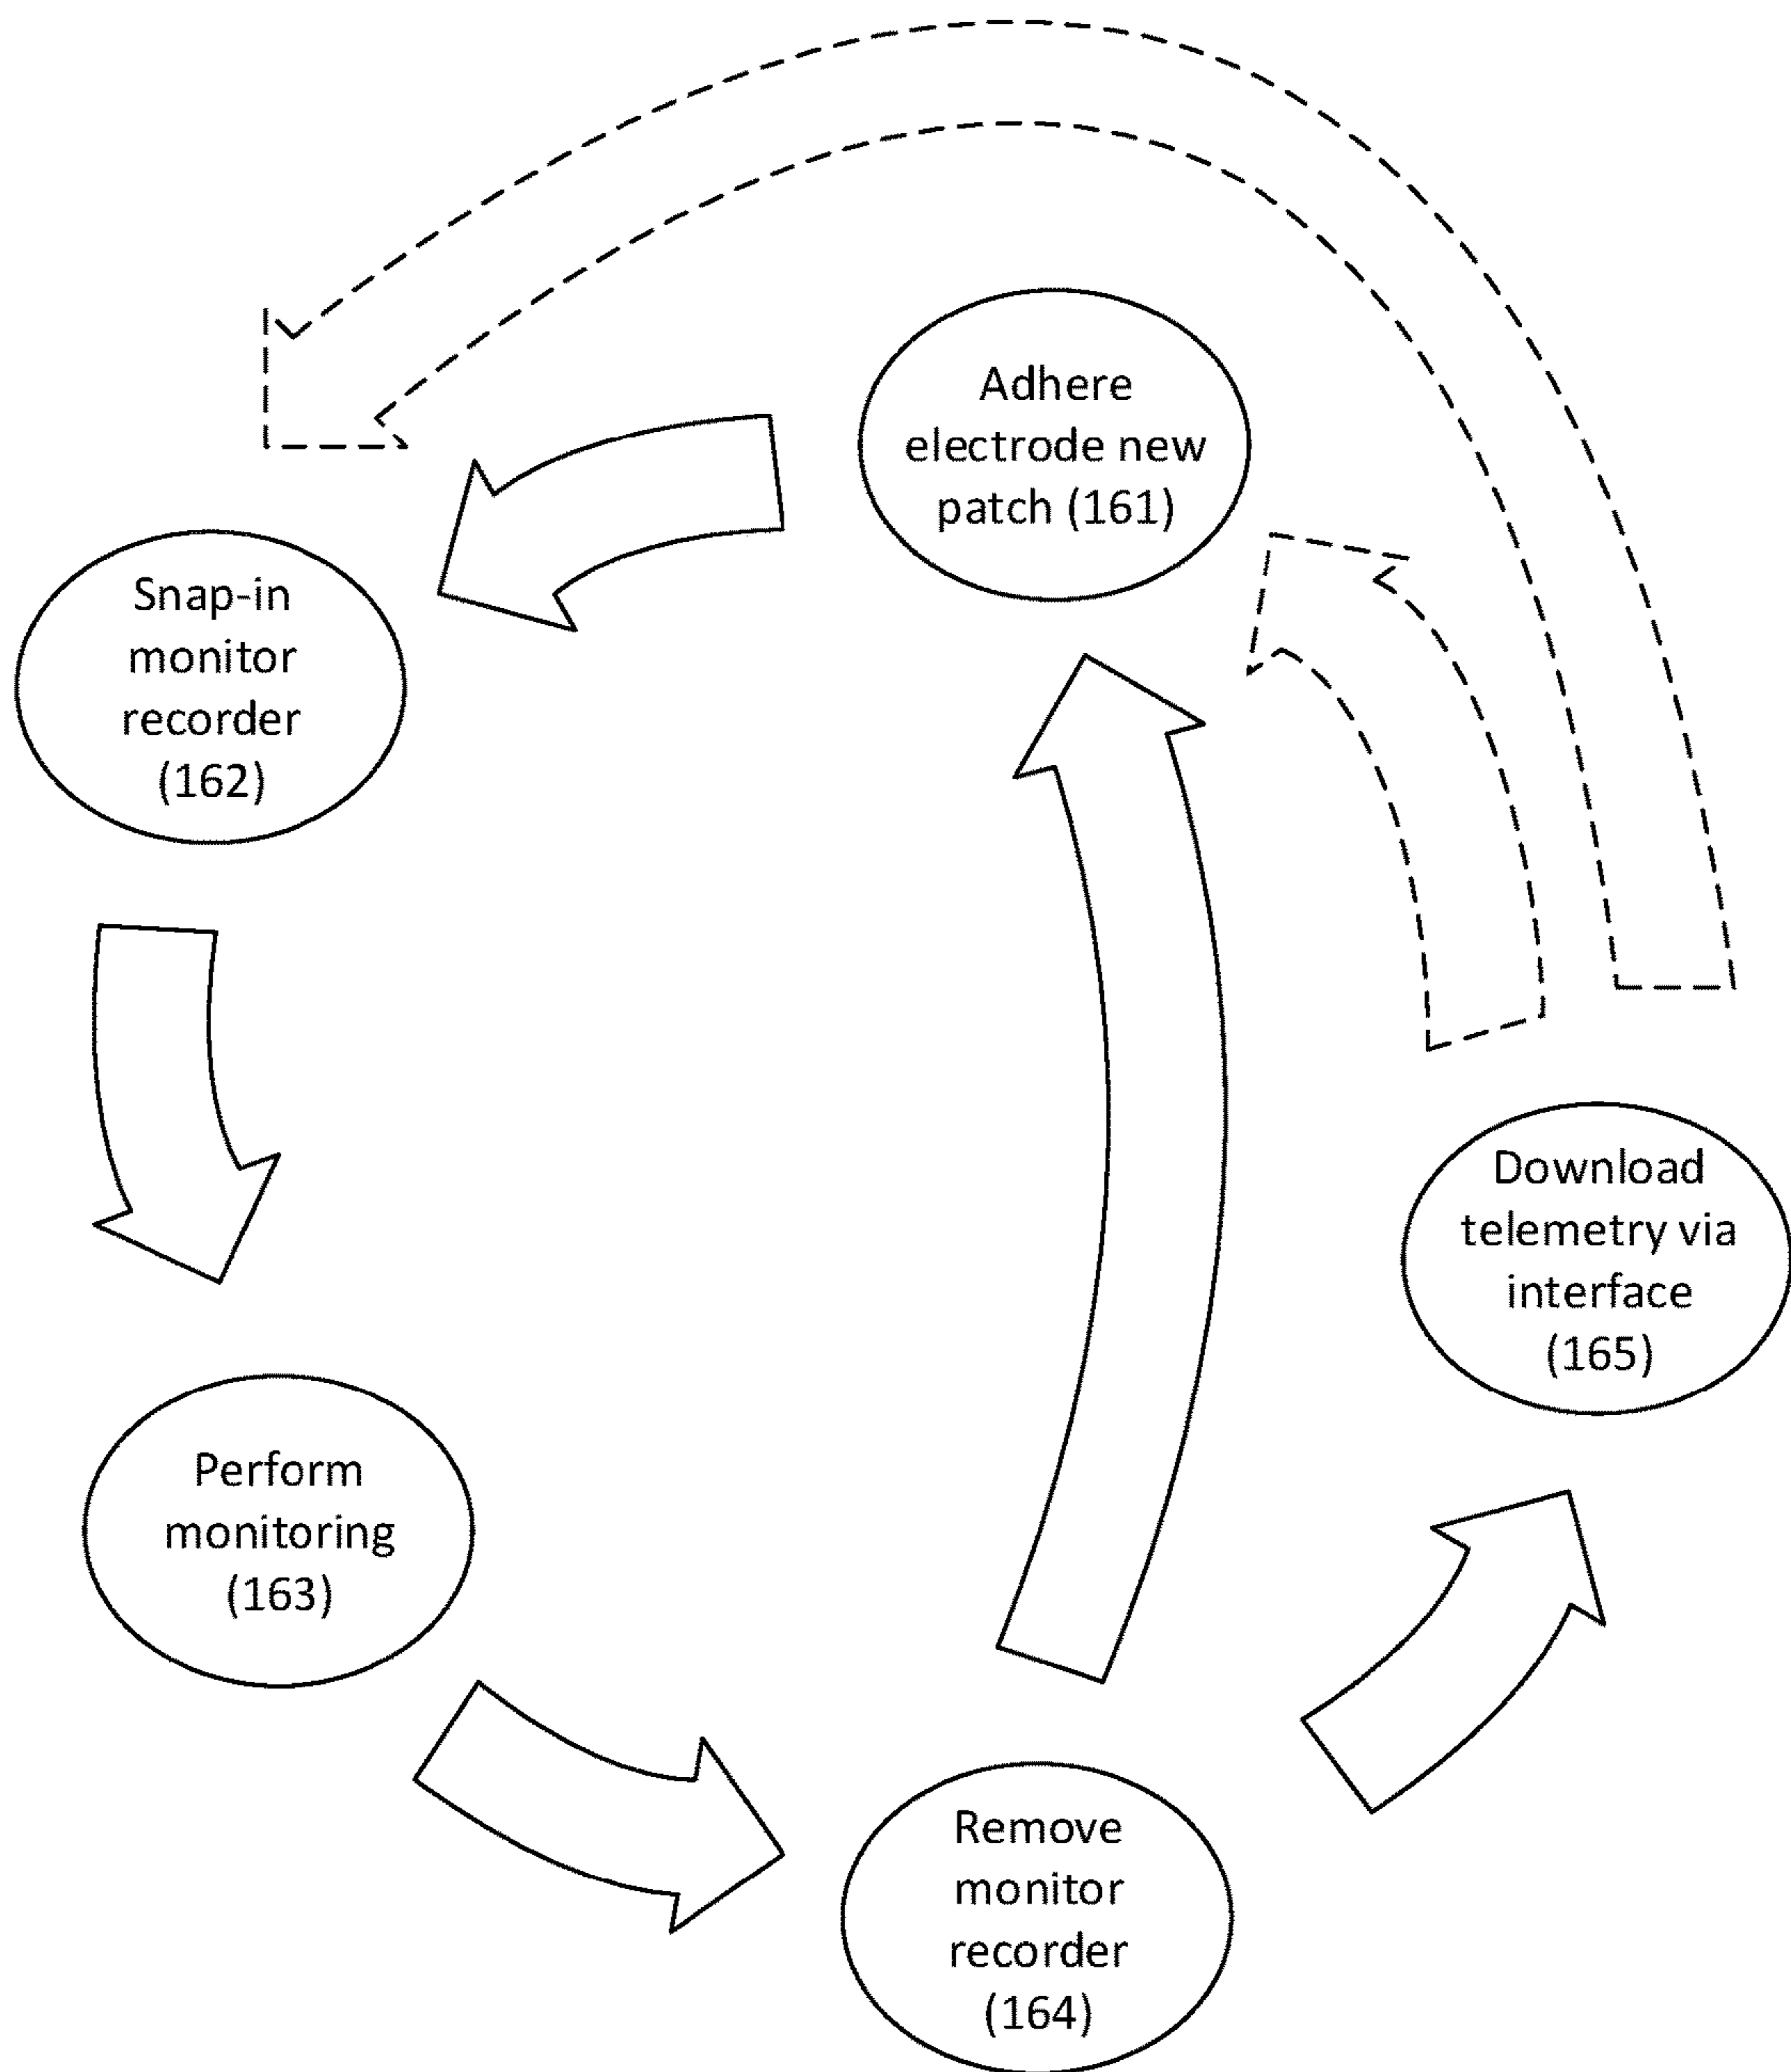 Adhere
electrode new
patch (161)
Snap-in
monitor
recorder
(162)
Perform
monitoring
(163)
Remove
monitor
recorder
(164)
Download
telemetry via
interface
(165)